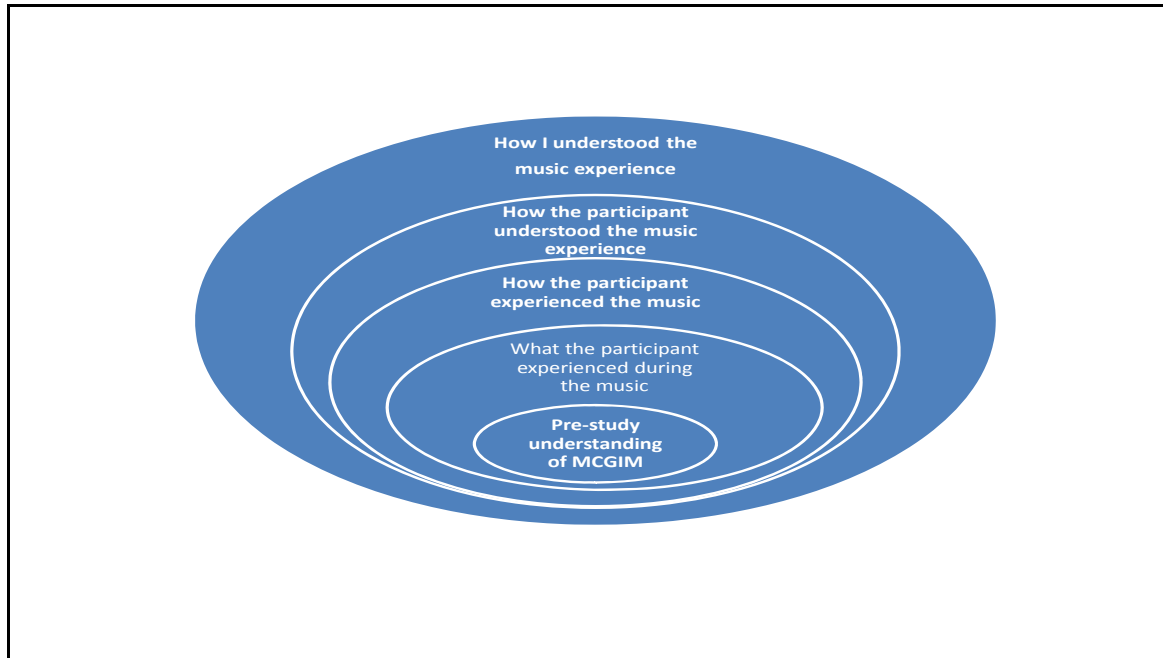 How I understood the
music experience
How the participant
understood the music
experience
How the participant
experienced the music
What the participant
experienced during
the music
Pre-study
understanding
of MCGIM